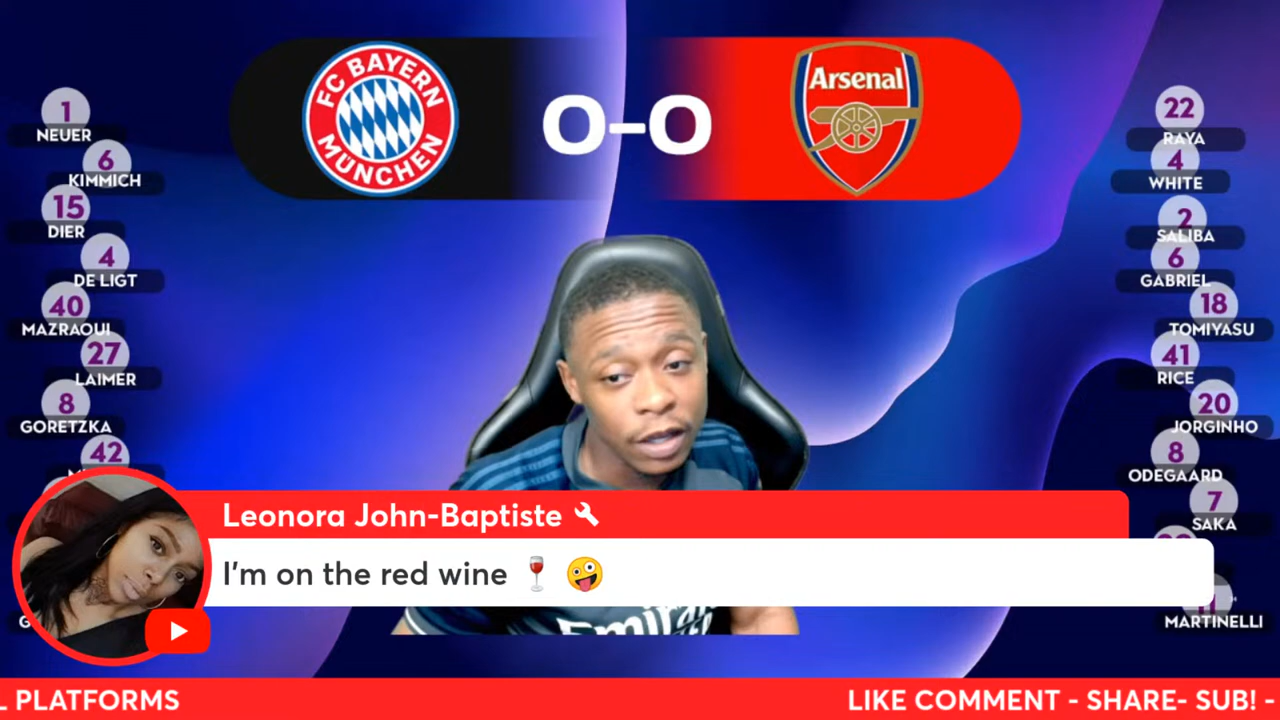 FC BAYERN
MÜNCHEN
0-0
Arsenal
1
NEUER
6
KIMMICH
15
DIER
4
DE LIGT
40
MAZRAOUI
27
LAIMER
8
GORETZKA
42
22
RAYA
4
WHITE
2
SALIBA
6
GABRIEL
18
TOMIYASU
41
RICE
20
JORGINHO
8
ODEGAARD
7
SAKA
11
MARTINELLI
Leonora John-Baptiste
I'm on the red wine 🍷 🤪
Emirates
L PLATFORMS
LIKE COMMENT - SHARE- SUB! -